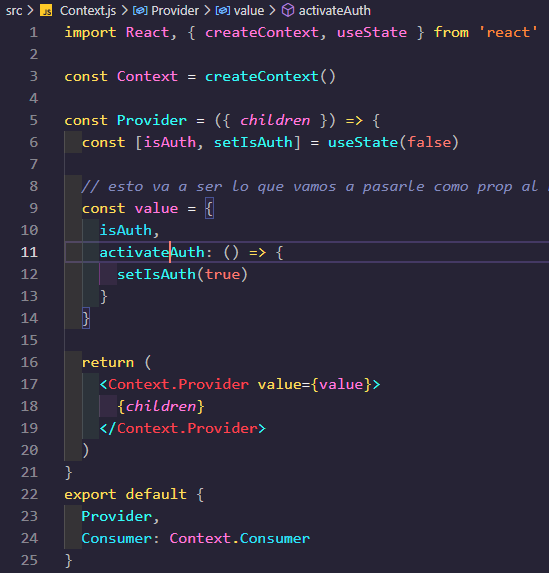 src > Context.js > Provider > value > activateAuth
1 import React, { createContext, useState } from 'react'
2
3 const Context = createContext()
4
5 const Provider = ({ children }) => {
6 const [isAuth, setIsAuth] = useState(false)
7
8 // esto va a ser lo que vamos a pasarle como prop al
9 const value = {
10 isAuth,
11 activateAuth: () => {
12 setIsAuth(true)
13 }
14 }
15
16 return (
17 <Context.Provider value={value}>
18 {children}
19 </Context.Provider>
20 )
21 }
22 export default {
23 Provider,
24 Consumer: Context.Consumer
25 }